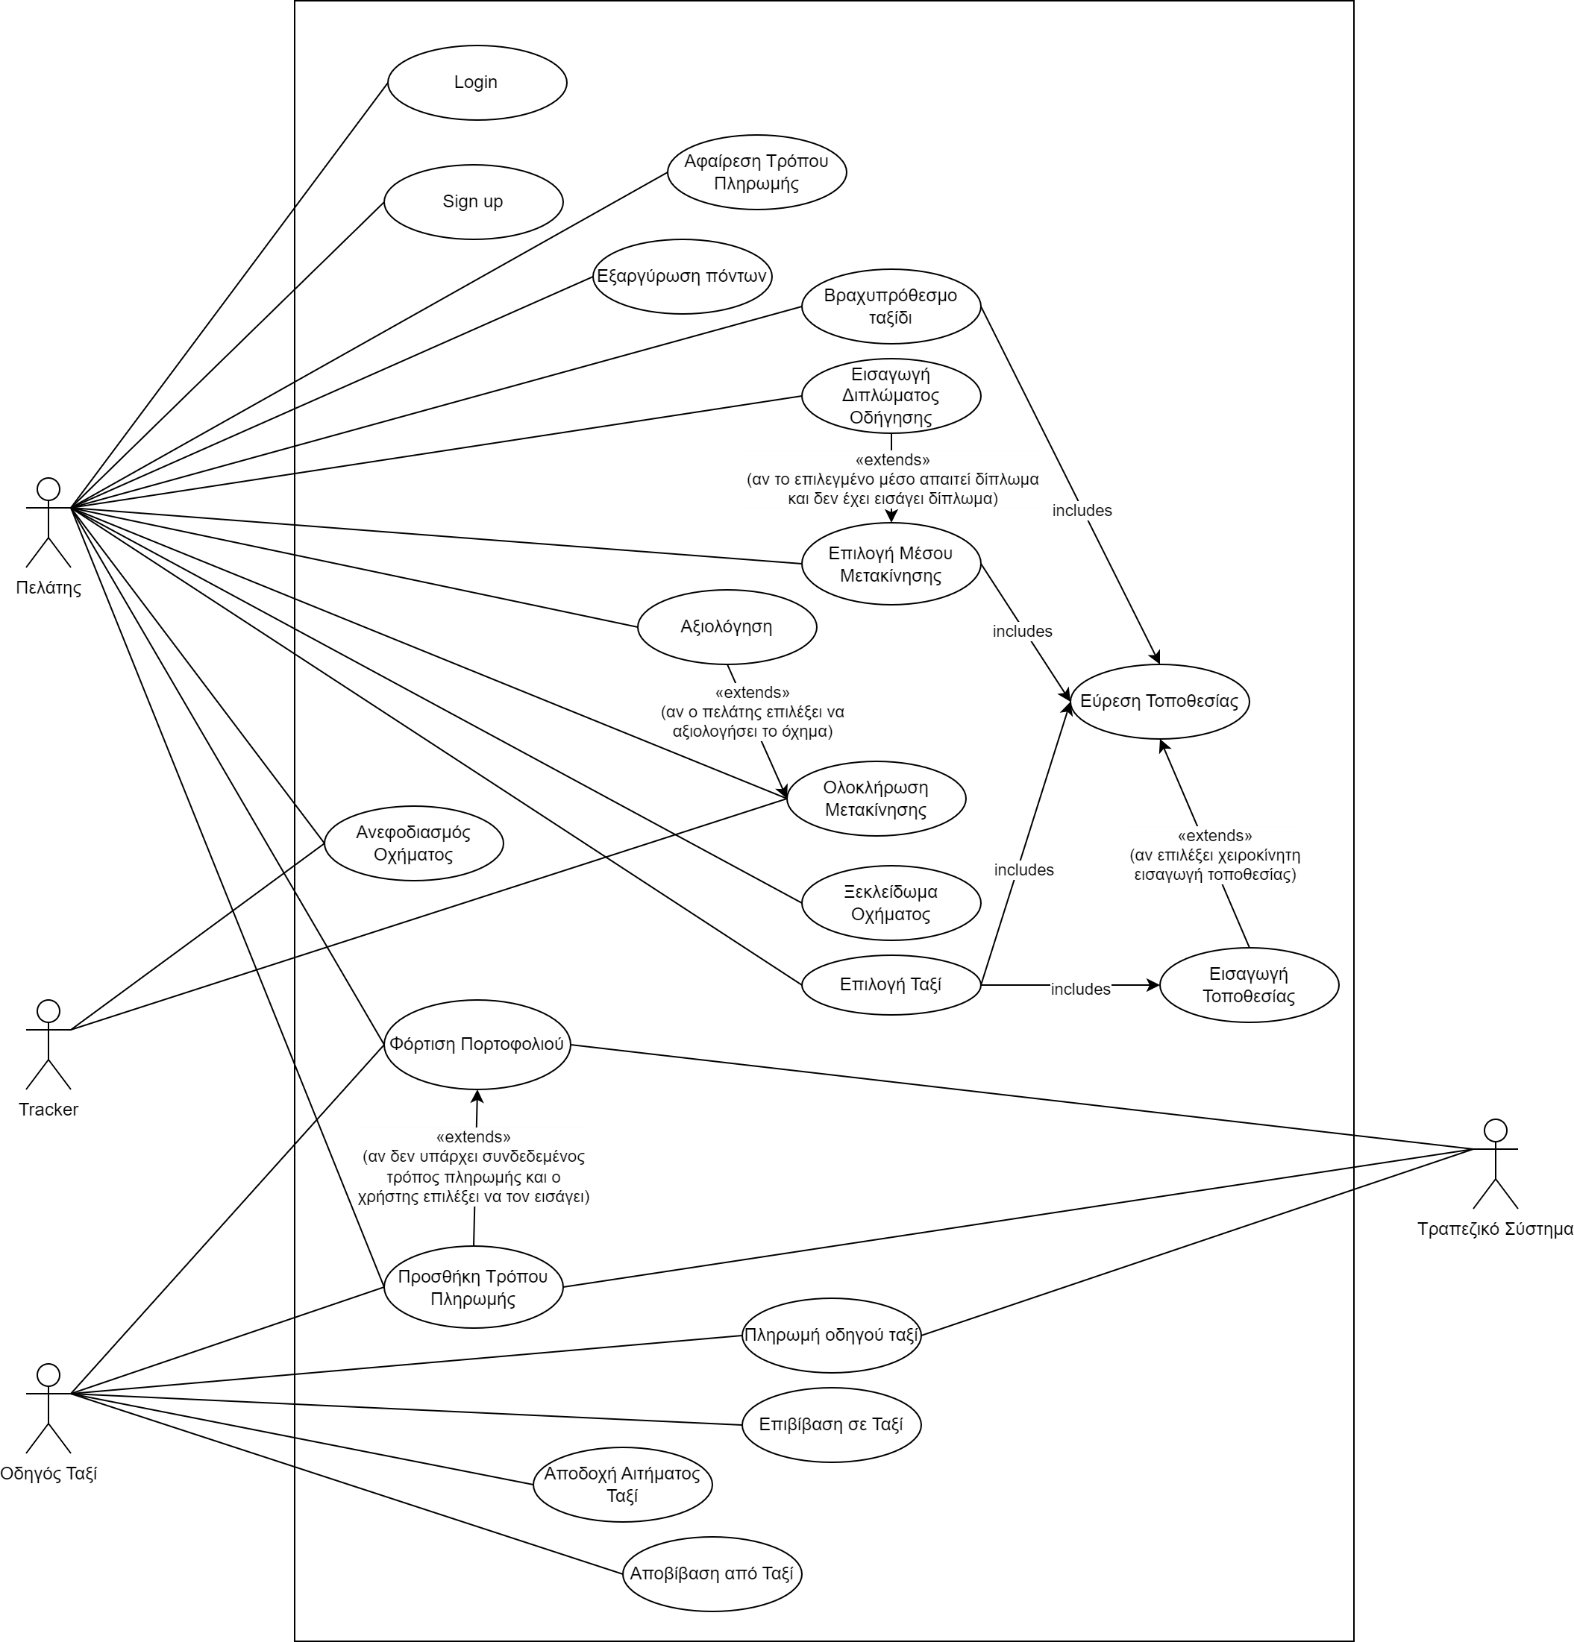 Login
Αφαίρεση Τρόπου
Πληρωμής
Sign up
Εξαργύρωση πόντων
Βραχυπρόθεσμο
ταξίδι
Εισαγωγή
Διπλώματος
Οδήγησης
«extends»
(αν το επιλεγμένο μέσο απαιτεί δίπλωμα
και δεν έχει εισάγει δίπλωμα)
includes
Επιλογή Μέσου
Μετακίνησης
Πελάτης
Αξιολόγηση
includes
«extends»
(αν ο πελάτης επιλέξει να
αξιολογήσει το όχημα)
Εύρεση Τοποθεσίας
Ολοκλήρωση
Μετακίνησης
Ανεφοδιασμός
Οχήματος
«extends»
(αν επιλέξει χειροκίνητη
εισαγωγή τοποθεσίας)
includes
Ξεκλείδωμα
Οχήματος
Επιλογή Ταξί
includes
Εισαγωγή
Τοποθεσίας
Φόρτιση Πορτοφολιού
Tracker
«extends»
(αν δεν υπάρχει συνδεδεμένος
τρόπος πληρωμής και ο
χρήστης επιλέξει να τον εισάγει)
Τραπεζικό Σύστημα
Προσθήκη Τρόπου
Πληρωμής
Πληρωμή οδηγού ταξί
Επιβίβαση σε Ταξί
Οδηγός Ταξί
Αποδοχή Αιτήματος
Ταξί
Αποβίβαση από Ταξί